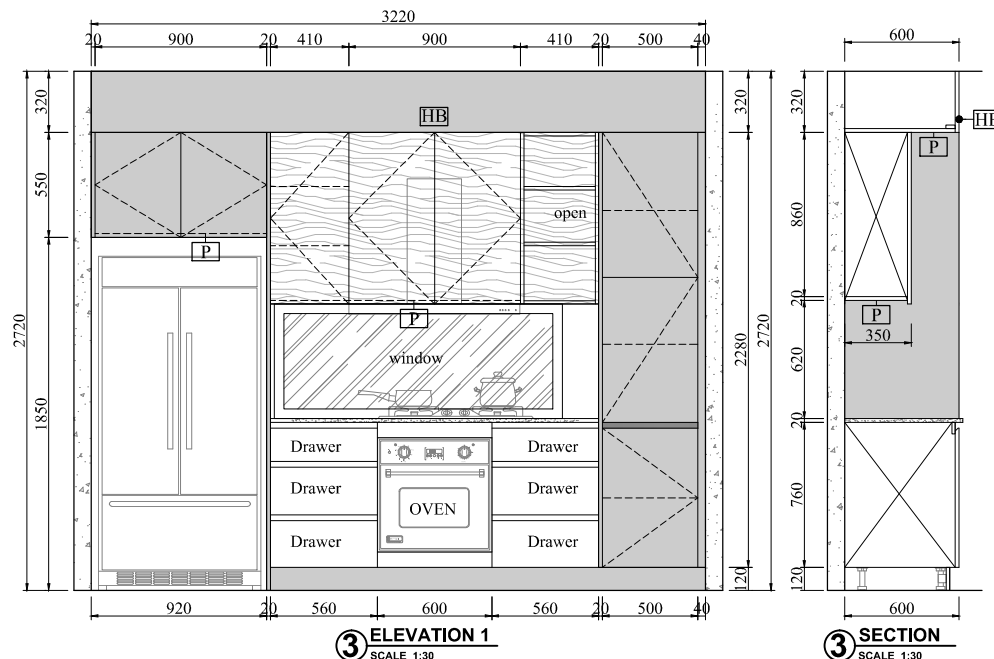 3220
20 900 20 410 900 410 20 500 40
600
320
550
2720
1850
HB
open
P
P
window
Drawer
Drawer
Drawer
Drawer
Drawer
Drawer
OVEN
320
2280
120
2720
HB
P
P
350
320
860
20
620
20
760
120
920 20 560 600 560 20 500 40
600
3 ELEVATION 1
SCALE 1:30
3 SECTION
SCALE 1:30